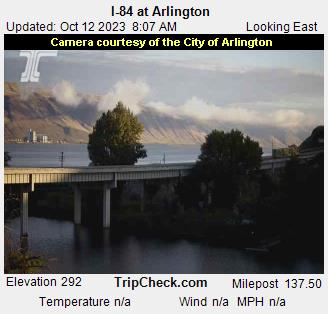 I-84 at Arlington
Updated: Oct 12 2023 8:07 AM Looking East
Camera courtesy of the City of Arlington
Elevation 292 TripCheck.com Milepost 137.50
Temperature n/a Wind n/a MPH n/a